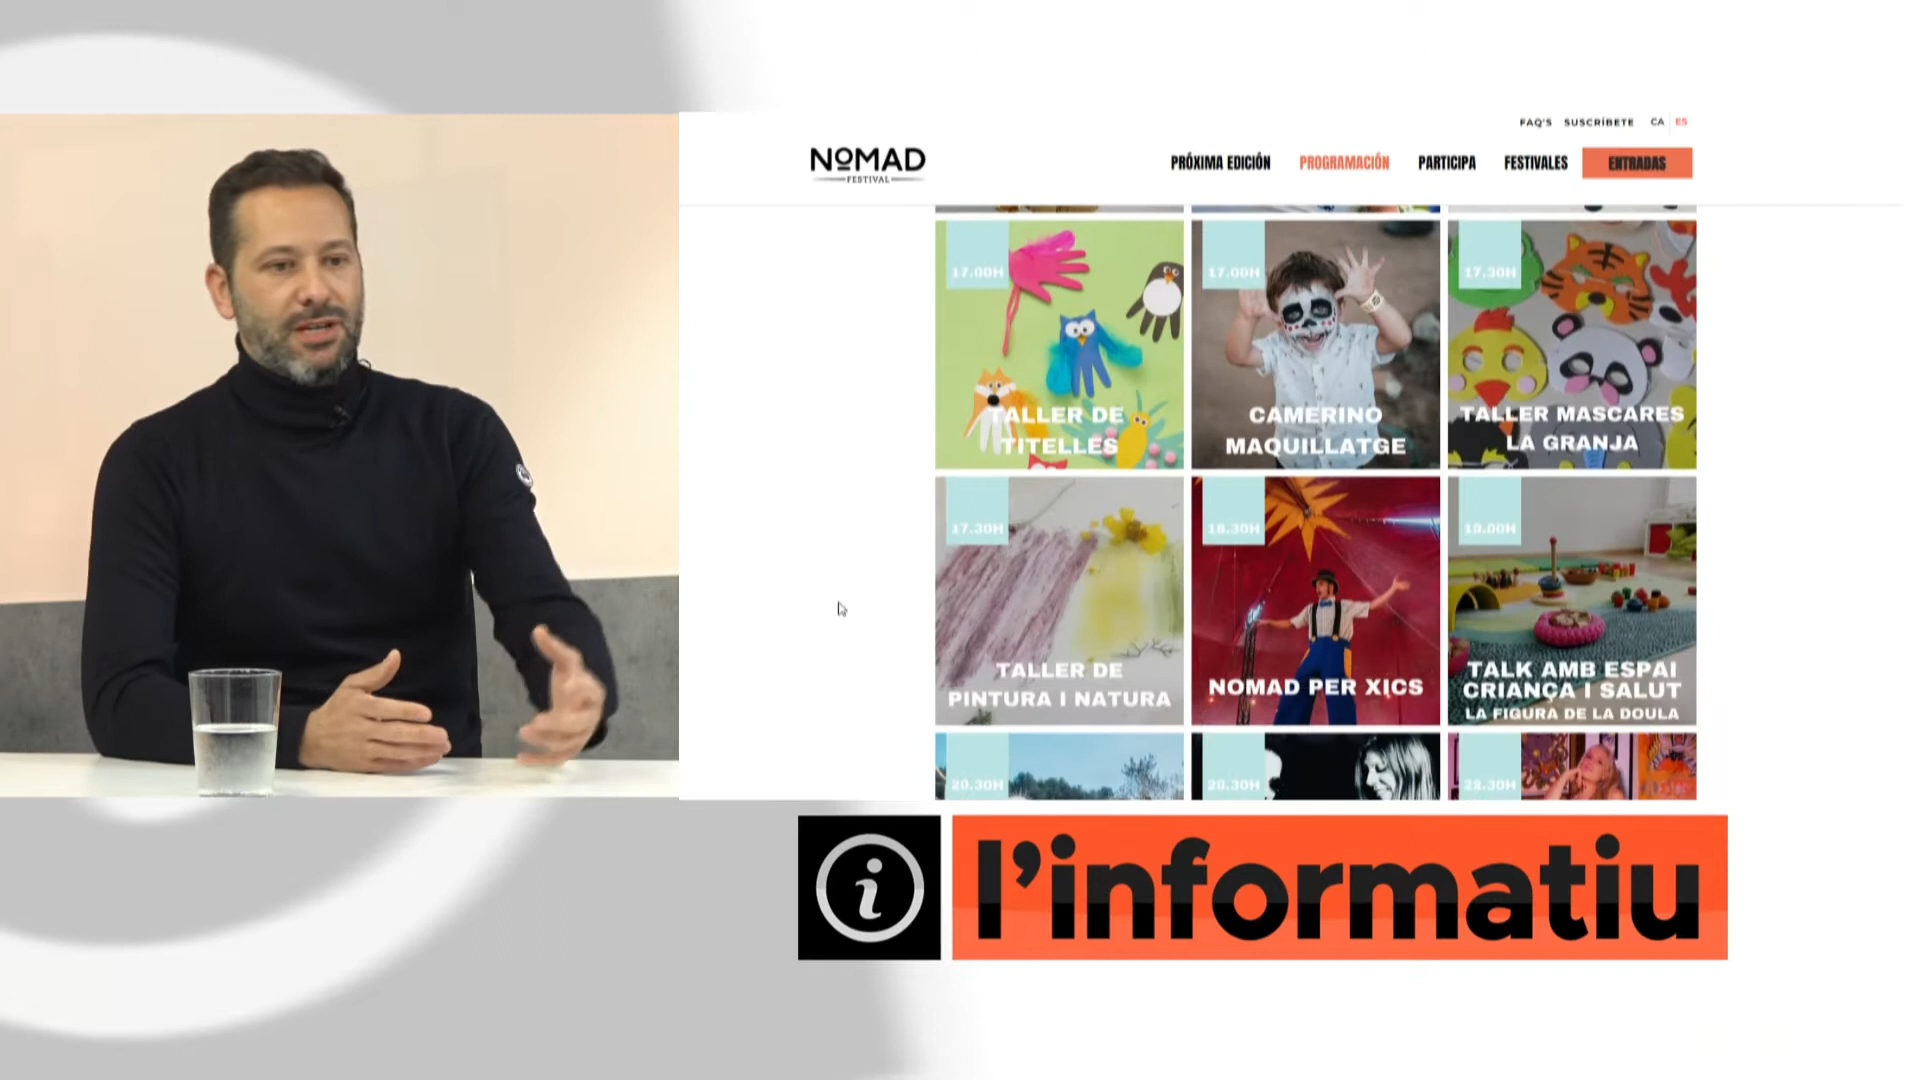 FAQ'S SUSCRÍBETE CA ES
NOMAD
FESTIVAL
PRÓXIMA EDICIÓN PROGRAMACIÓN PARTICIPA FESTIVALES ENTRADAS
17.00H
TALLER DE
TITELLES
17.00H
CAMERINO
MAQUILLATGE
17.30H
TALLER MASCARES
LA GRANJA
17.30H
TALLER DE
PINTURA I NATURA
18.30H
NOMAD PER XICS
19.00H
TALK AMB ESPAI
CRIANÇA I SALUT
LA FIGURA DE LA DOULA
20.30H
20.30H
22.30H
i
l'informatiu